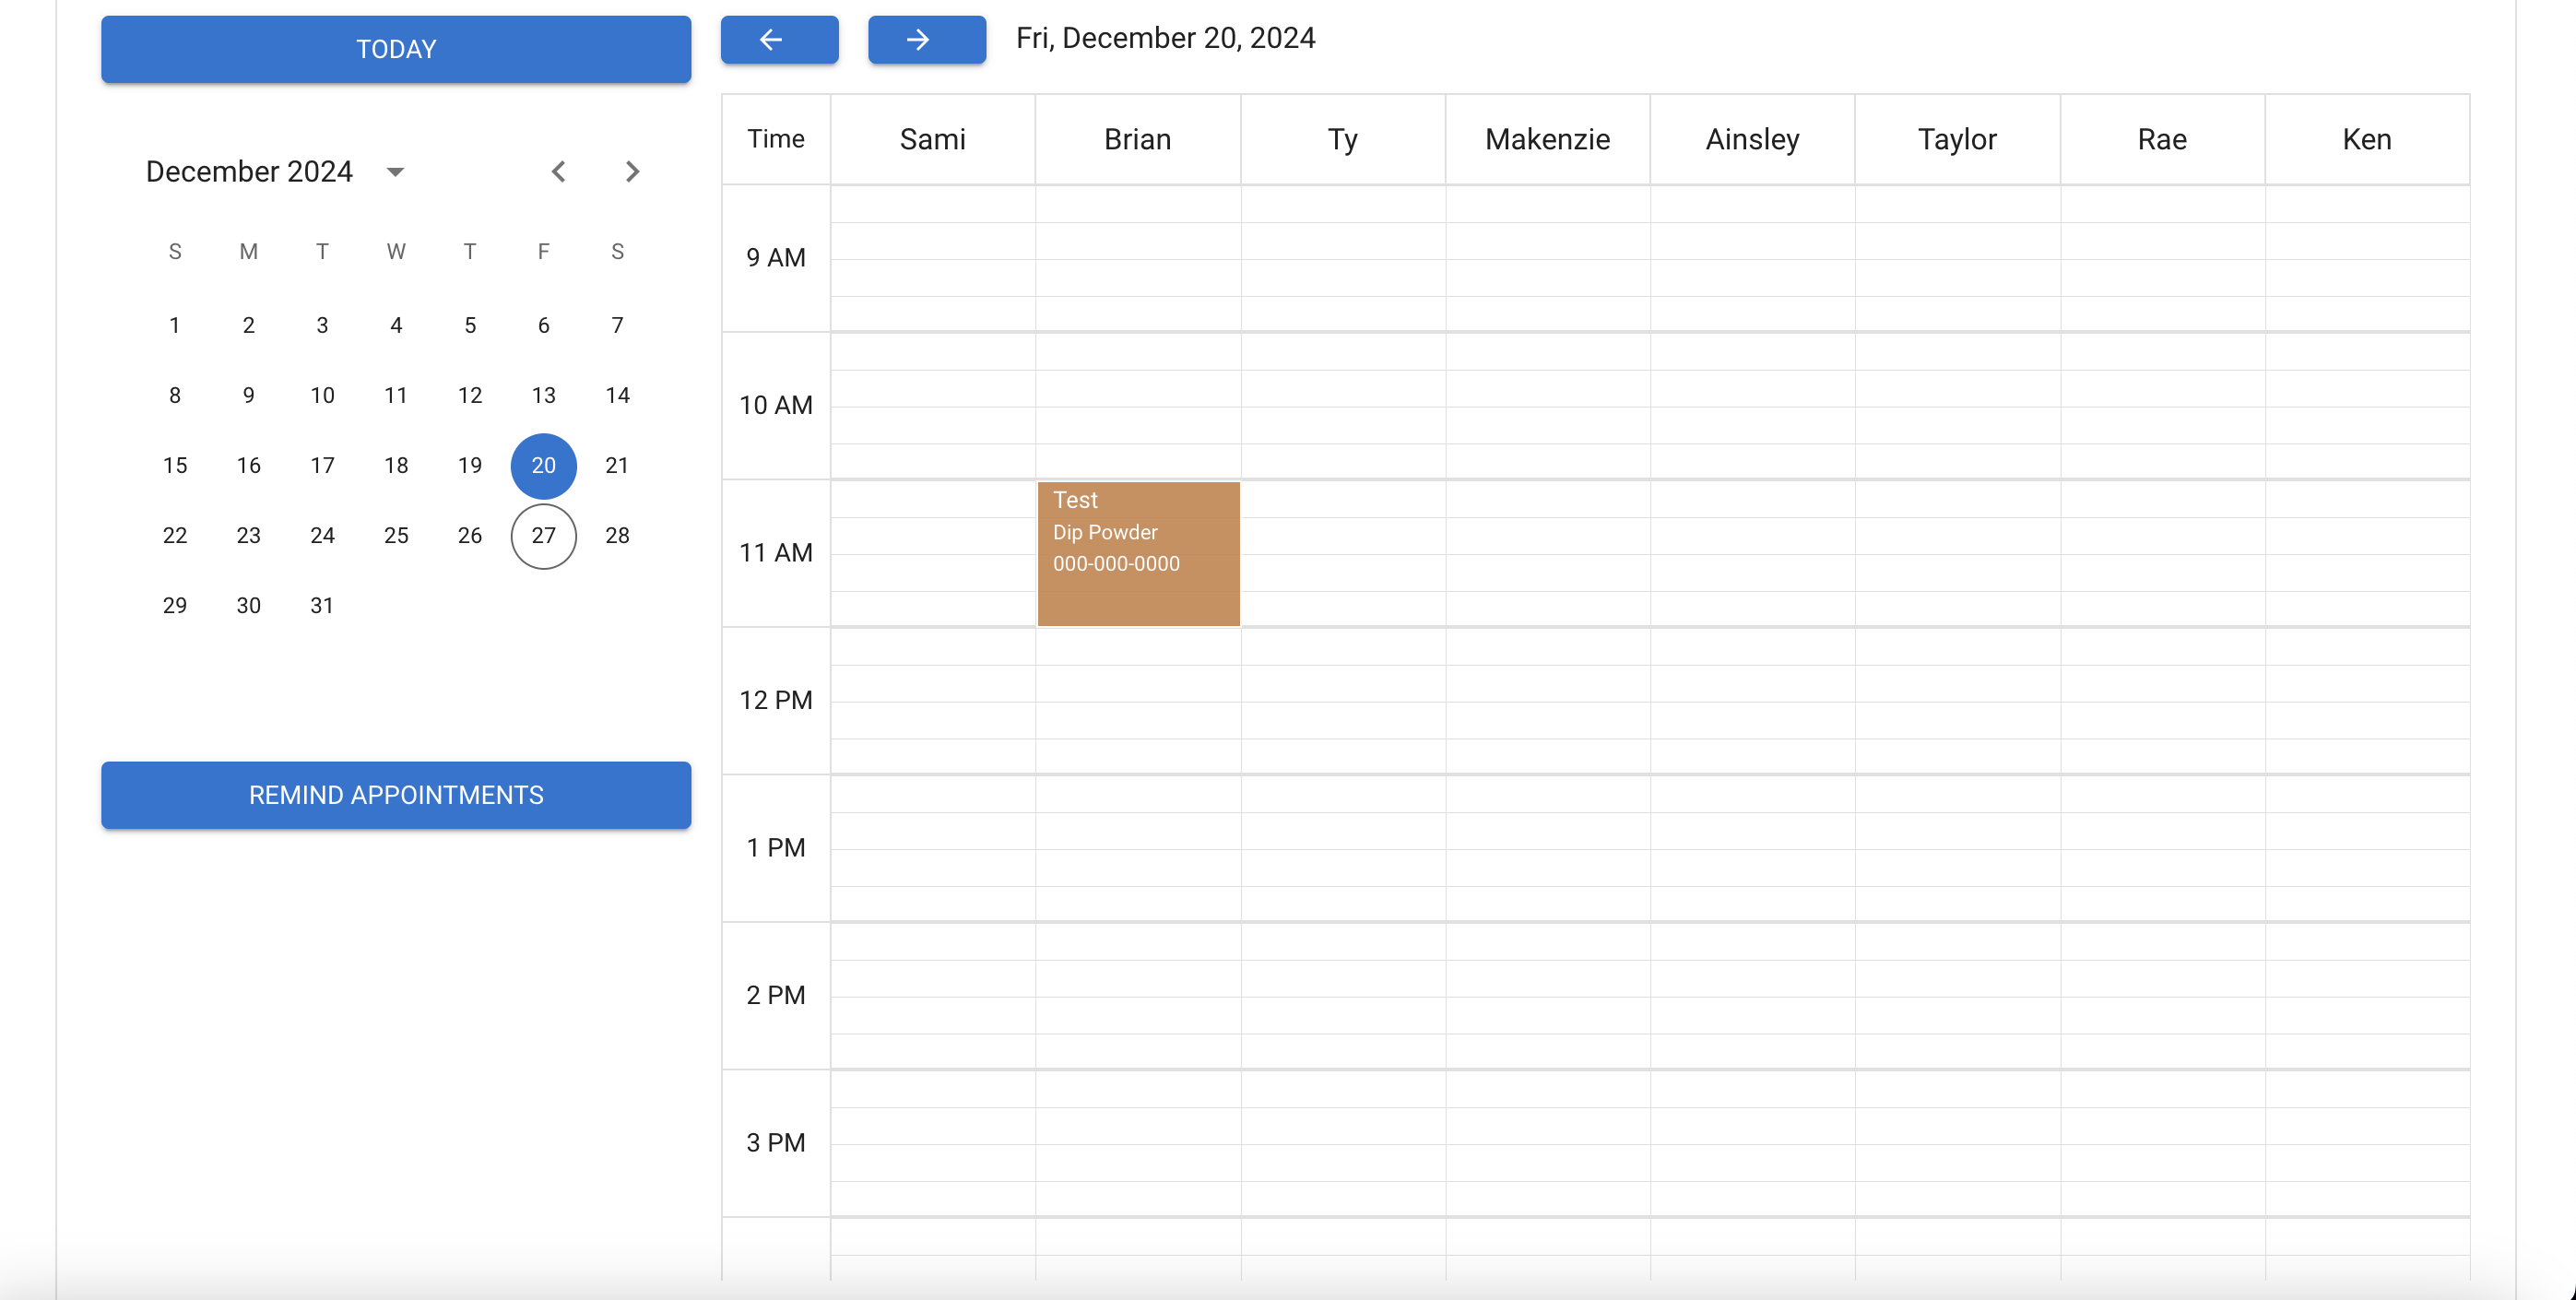 TODAY
December 2024
S M T W T F S
1 2 3 4 5 6 7
8 9 10 11 12 13 14
15 16 17 18 19 20 21
22 23 24 25 26 27 28
29 30 31
REMIND APPOINTMENTS
Fri, December 20, 2024
Time Sami Brian Ty Makenzie Ainsley Taylor Rae Ken
9 AM
10 AM
11 AM
Test
Dip Powder
000-000-0000
12 PM
1 PM
2 PM
3 PM